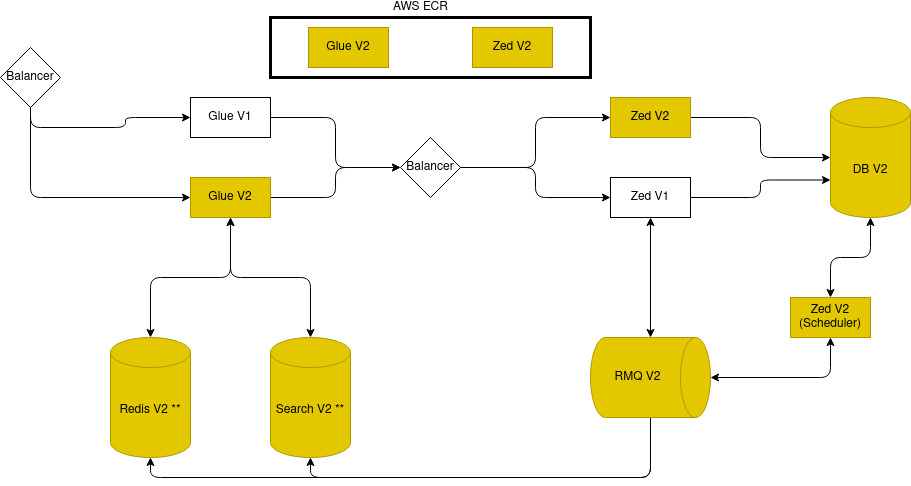 AWS ECR
Glue V2
Zed V2
Balancer
Glue V1
Zed V2
Balancer
DB V2
Glue V2
Zed V1
Zed V2
(Scheduler)
RMQ V2
Redis V2 **
Search V2 **